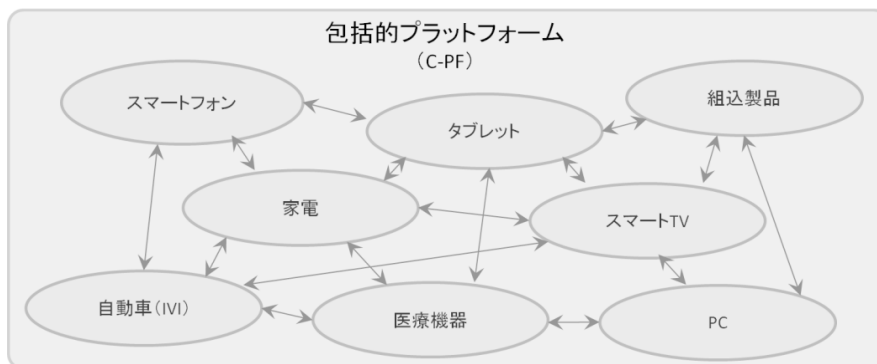 包括的プラットフォーム
（C-PF）
スマートフォン
タブレット
組込製品
家電
スマートTV
自動車（IVI）
医療機器
PC